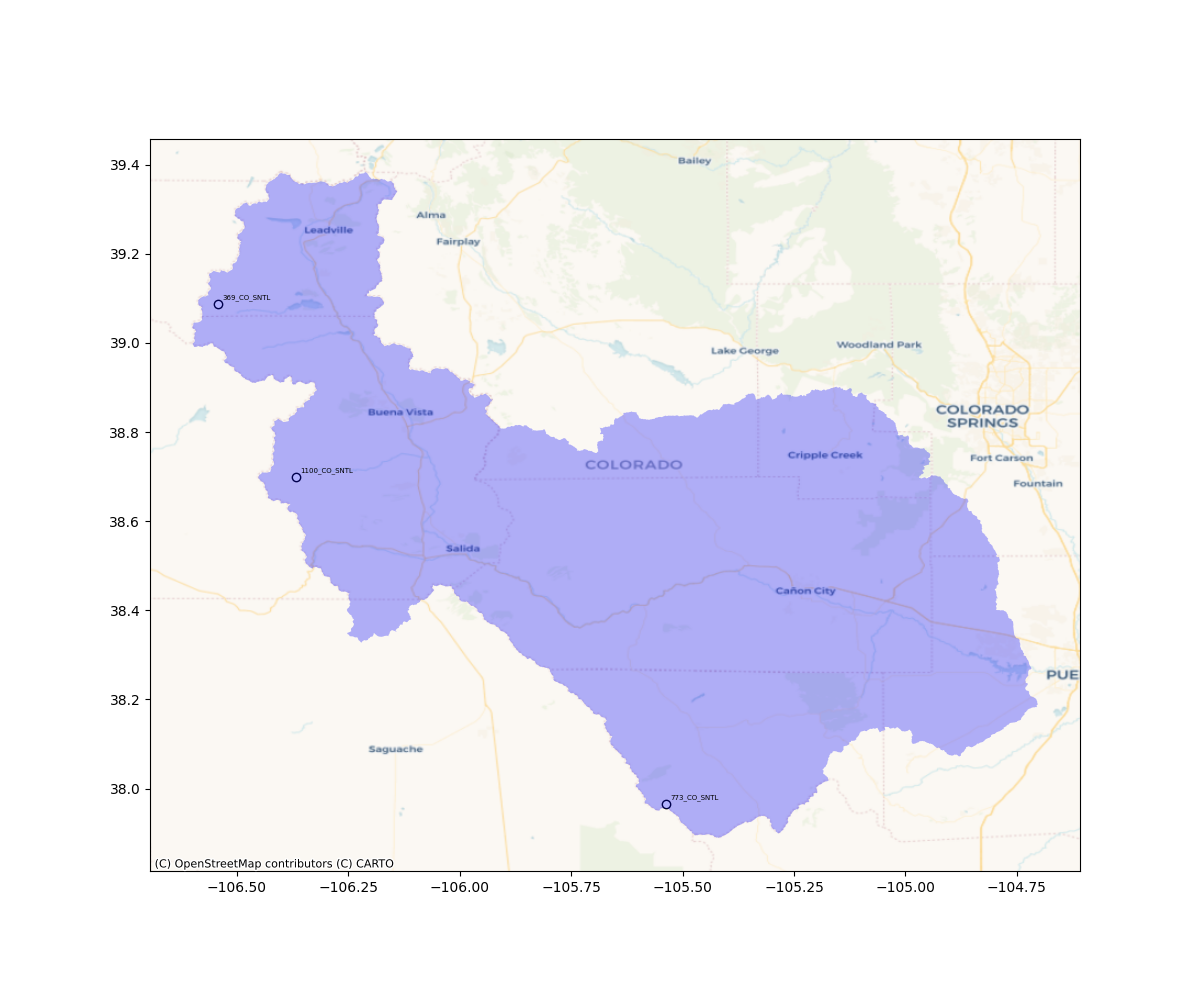 39.4
39.2
39.0
38.8
38.6
38.4
38.2
38.0
Bailey
Alma
Fairplay
Leadville
369_CO_SNTL
Lake George
Woodland Park
Buena Vista
COLORADO
SPRINGS
COLORADO
Cripple Creek
Fort Carson
1100_CO_SNTL
Fountain
Salida
Cañon City
PUE
Saguache
773_CO_SNTL
(C) OpenStreetMap contributors (C) CARTO
−106.50 −106.25 −106.00 −105.75 −105.50 −105.25 −105.00 −104.75